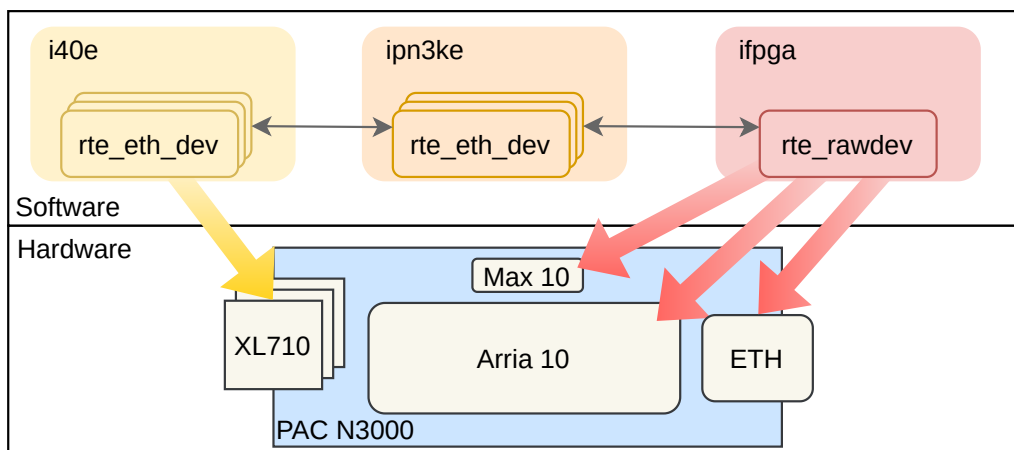 i40e
ipn3ke
ifpga
rte_eth_dev
rte_eth_dev
rte_rawdev
Software
Hardware
Max 10
XL710
Arria 10
ETH
PAC N3000